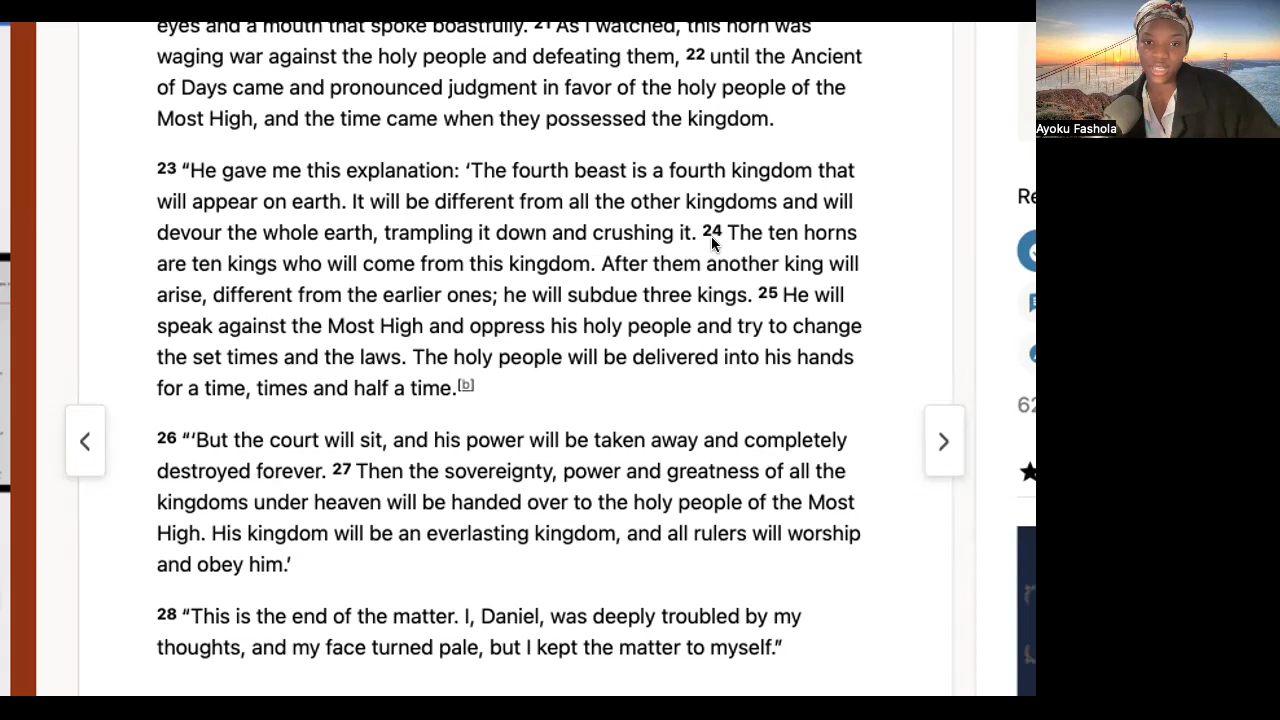 eyes and a mouth that spoke boastfully. 21 As I watched, this horn was
waging war against the holy people and defeating them, 22 until the Ancient
of Days came and pronounced judgment in favor of the holy people of the
Most High, and the time came when they possessed the kingdom.
23 “He gave me this explanation: ‘The fourth beast is a fourth kingdom that
will appear on earth. It will be different from all the other kingdoms and will
devour the whole earth, trampling it down and crushing it. 24 The ten horns
are ten kings who will come from this kingdom. After them another king will
arise, different from the earlier ones; he will subdue three kings. 25 He will
speak against the Most High and oppress his holy people and try to change
the set times and the laws. The holy people will be delivered into his hands
for a time, times and half a time.[b]
26 “‘But the court will sit, and his power will be taken away and completely
destroyed forever. 27 Then the sovereignty, power and greatness of all the
kingdoms under heaven will be handed over to the holy people of the Most
High. His kingdom will be an everlasting kingdom, and all rulers will worship
and obey him.’
28 “This is the end of the matter. I, Daniel, was deeply troubled by my
thoughts, and my face turned pale, but I kept the matter to myself.”
Ayoku Fashola
Re
62